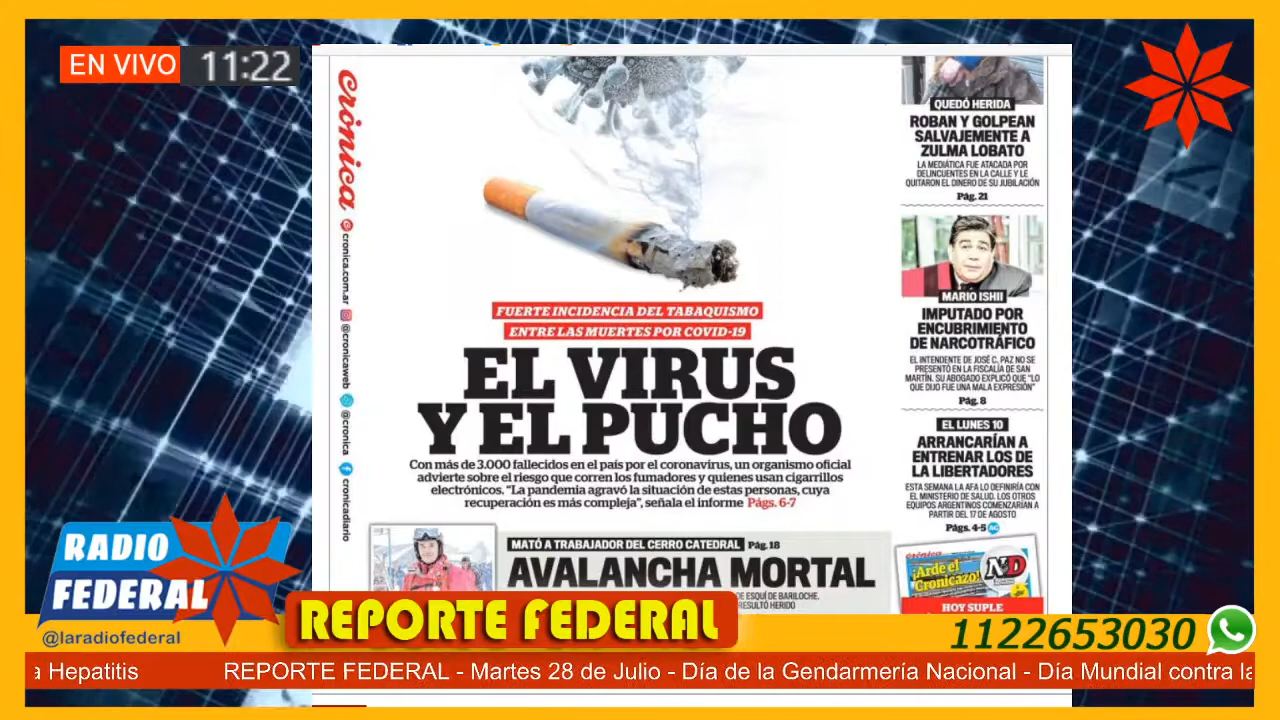 EN VIVO 11:22
crónica
cronica.com.ar
@cronicaweb
@cronica
cronicadiario
FUERTE INCIDENCIA DEL TABAQUISMO
ENTRE LAS MUERTES POR COVID-19
EL VIRUS
Y EL PUCHO
Con más de 3.000 fallecidos en el país por el coronavirus, un organismo oficial
advierte sobre el riesgo que corren los fumadores y quienes usan cigarrillos
electrónicos. “La pandemia agravó la situación de estas personas, cuya
recuperación es más compleja”, señala el informe Págs. 6-7
MATÓ A TRABAJADOR DEL CERRO CATEDRAL Pág. 18
AVALANCHA MORTAL
DE ESQUÍ DE BARILOCHE.
RESULTÓ HERIDO
QUEDÓ HERIDA
ROBAN Y GOLPEAN
SALVAJEMENTE A
ZULMA LOBATO
LA MEDIÁTICA FUE ATACADA POR
DELINCUENTES EN LA CALLE Y LE
QUITARON EL DINERO DE SU JUBILACIÓN
Pág. 21
MARIO ISHII
IMPUTADO POR
ENCUBRIMIENTO
DE NARCOTRÁFICO
EL INTENDENTE DE JOSÉ C. PAZ NO SE
PRESENTÓ EN LA FISCALÍA DE SAN
MARTÍN. SU ABOGADO EXPLICÓ QUE “LO
QUE DIJO FUE UNA MALA EXPRESIÓN”
Pág. 8
EL LUNES 10
ARRANCARÍAN A
ENTRENAR LOS DE
LA LIBERTADORES
ESTA SEMANA LA AFA LO DEFINIRÍA CON
EL MINISTERIO DE SALUD. LOS OTROS
EQUIPOS ARGENTINOS COMENZARÍAN A
PARTIR DEL 17 DE AGOSTO
Págs. 4-5
crónica
¡Arde el
Cronicazo!
ND
HOY SUPLE
RADIO
FEDERAL
@laradiofederal
REPORTE FEDERAL
1122653030
a Hepatitis REPORTE FEDERAL - Martes 28 de Julio - Día de la Gendarmería Nacional - Día Mundial contra la